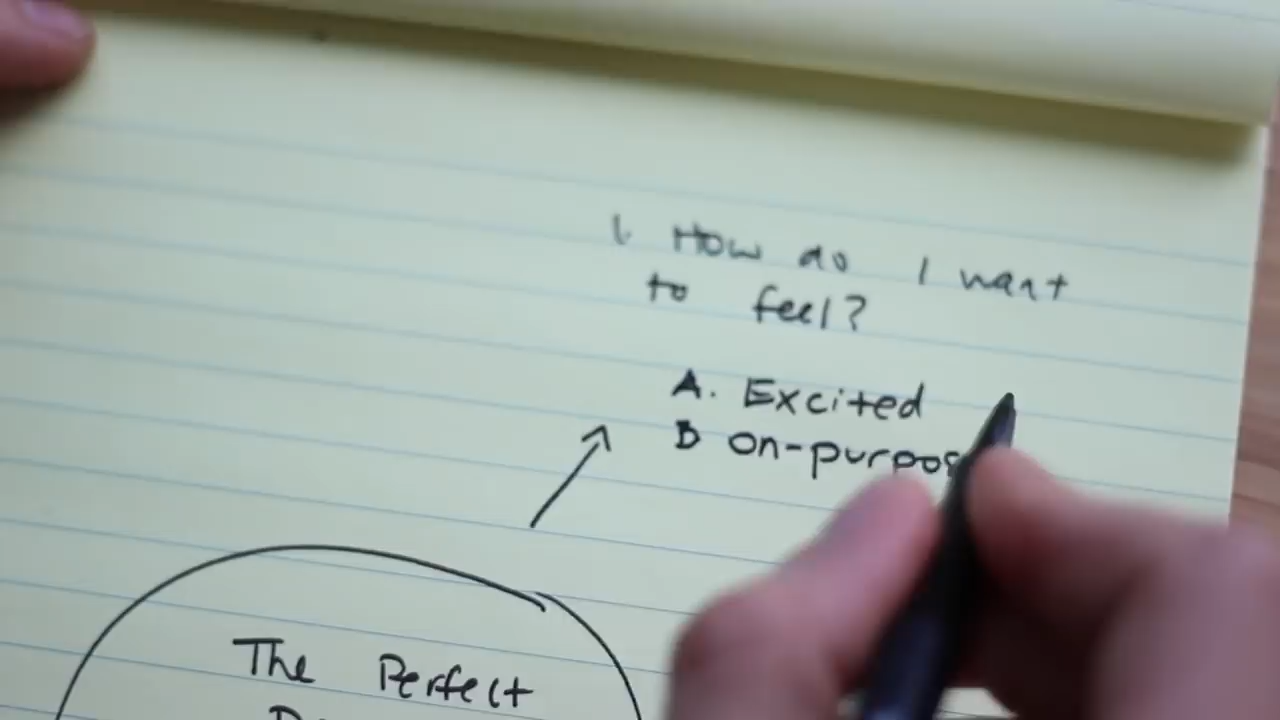 1. How do I want
to feel?
A. Excited
B on-purpos
The Perfect